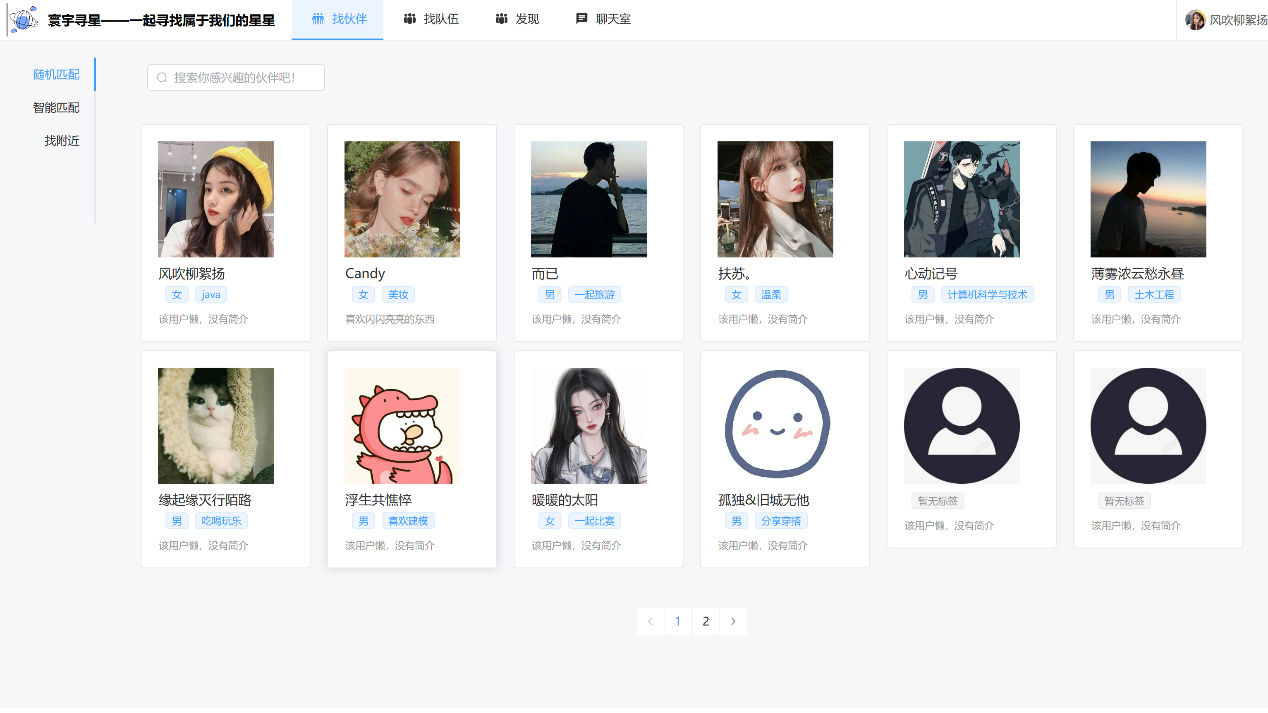 寰宇寻星——一起寻找属于我们的星星
找伙伴
找队伍
发现
聊天室
风吹柳絮扬
随机匹配
智能匹配
找附近
搜索你感兴趣的伙伴吧！
风吹柳絮扬
女 java
该用户懒，没有简介
Candy
女 美妆
喜欢闪闪亮亮的东西
而已
男 一起旅游
该用户懒，没有简介
扶苏。
女 温柔
该用户懒，没有简介
心动记号
男 计算机科学与技术
该用户懒，没有简介
薄雾浓云愁永昼
男 土木工程
该用户懒，没有简介
缘起缘灭行陌路
男 吃喝玩乐
该用户懒，没有简介
浮生共憔悴
男 喜欢建模
该用户懒，没有简介
暖暖的太阳
女 一起比赛
该用户懒，没有简介
孤独&旧城无他
男 分享穿搭
该用户懒，没有简介
暂无标签
该用户懒，没有简介
暂无标签
该用户懒，没有简介
1 2